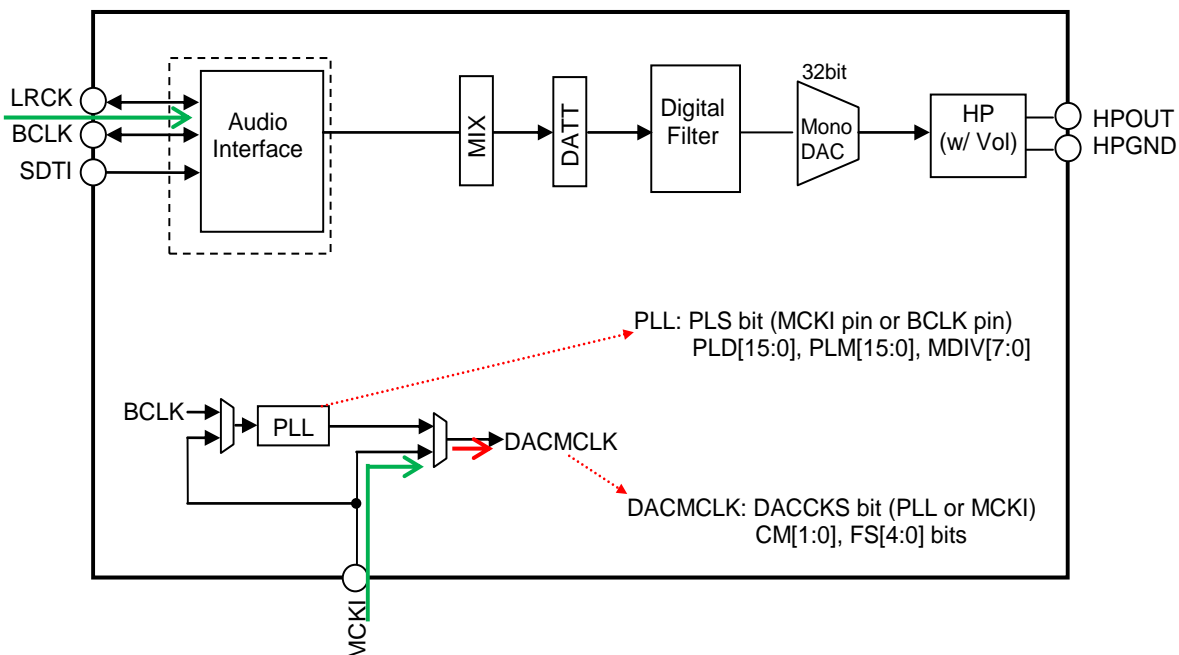 32bit
LRCK
BCLK
SDTI
Audio
Interface
MIX
DATT
Digital
Filter
Mono
DAC
HP
(w/ Vol)
HPOUT
HPGND
PLL: PLS bit (MCKI pin or BCLK pin)
PLD[15:0], PLM[15:0], MDIV[7:0]
BCLK
PLL
DACMCLK
DACMCLK: DACCKS bit (PLL or MCKI)
CM[1:0], FS[4:0] bits
MCKI